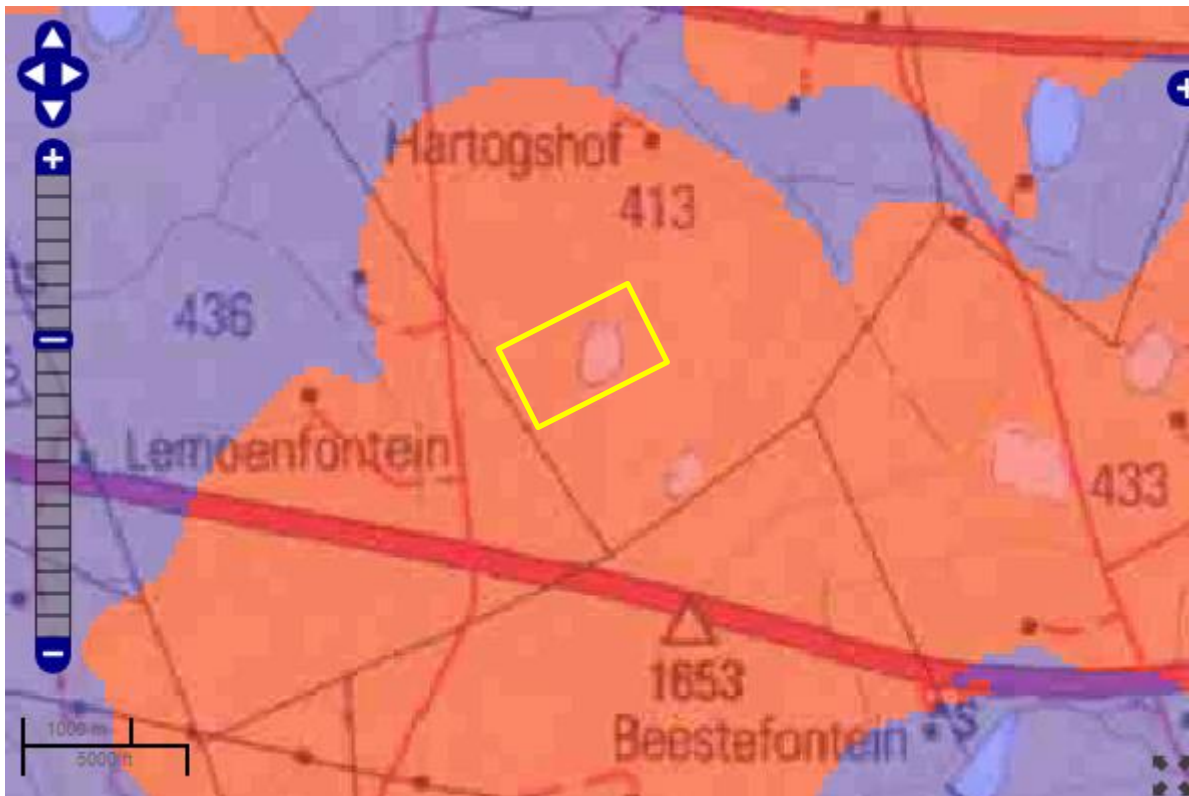 Hartogshof
413
436
Lemoenfontein
433
1653
Beestefontein
1000 m
5000 ft